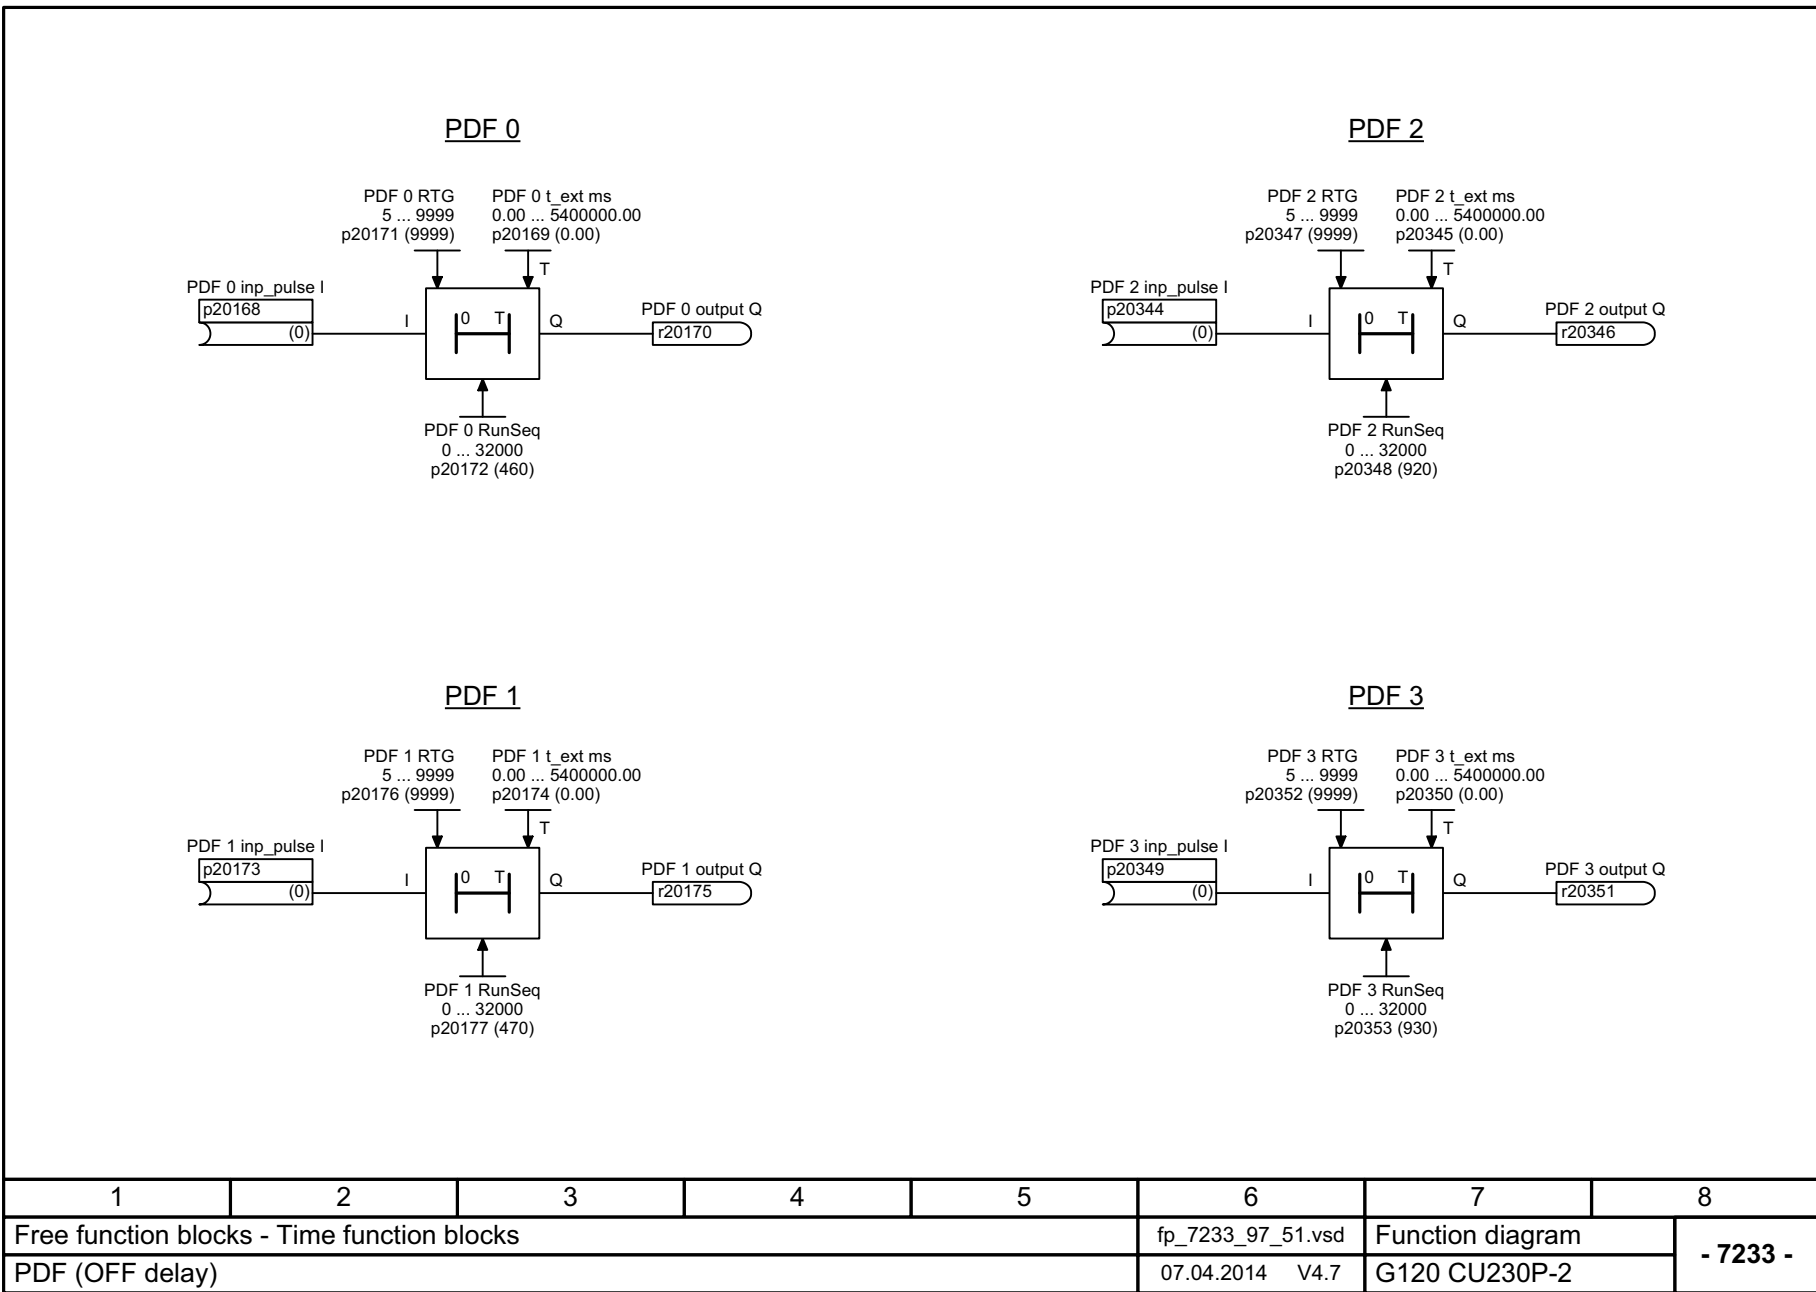 PDF 0
PDF 0 RTG
5 ... 9999
p20171 (9999)
PDF 0 t_ext ms
0.00 ... 5400000.00
p20169 (0.00)
T
PDF 0 inp_pulse I
p20168
(0)
I
0 T
Q
PDF 0 output Q
r20170
PDF 0 RunSeq
0 ... 32000
p20172 (460)
PDF 2
PDF 2 RTG
5 ... 9999
p20347 (9999)
PDF 2 t_ext ms
0.00 ... 5400000.00
p20345 (0.00)
T
PDF 2 inp_pulse I
p20344
(0)
I
0 T
Q
PDF 2 output Q
r20346
PDF 2 RunSeq
0 ... 32000
p20348 (920)
PDF 1
PDF 1 RTG
5 ... 9999
p20176 (9999)
PDF 1 t_ext ms
0.00 ... 5400000.00
p20174 (0.00)
T
PDF 1 inp_pulse I
p20173
(0)
I
0 T
Q
PDF 1 output Q
r20175
PDF 1 RunSeq
0 ... 32000
p20177 (470)
PDF 3
PDF 3 RTG
5 ... 9999
p20352 (9999)
PDF 3 t_ext ms
0.00 ... 5400000.00
p20350 (0.00)
T
PDF 3 inp_pulse I
p20349
(0)
I
0 T
Q
PDF 3 output Q
r20351
PDF 3 RunSeq
0 ... 32000
p20353 (930)
1 2 3 4 5 6 7 8
Free function blocks - Time function blocks
fp_7233_97_51.vsd
Function diagram
- 7233 -
PDF (OFF delay)
07.04.2014 V4.7
G120 CU230P-2